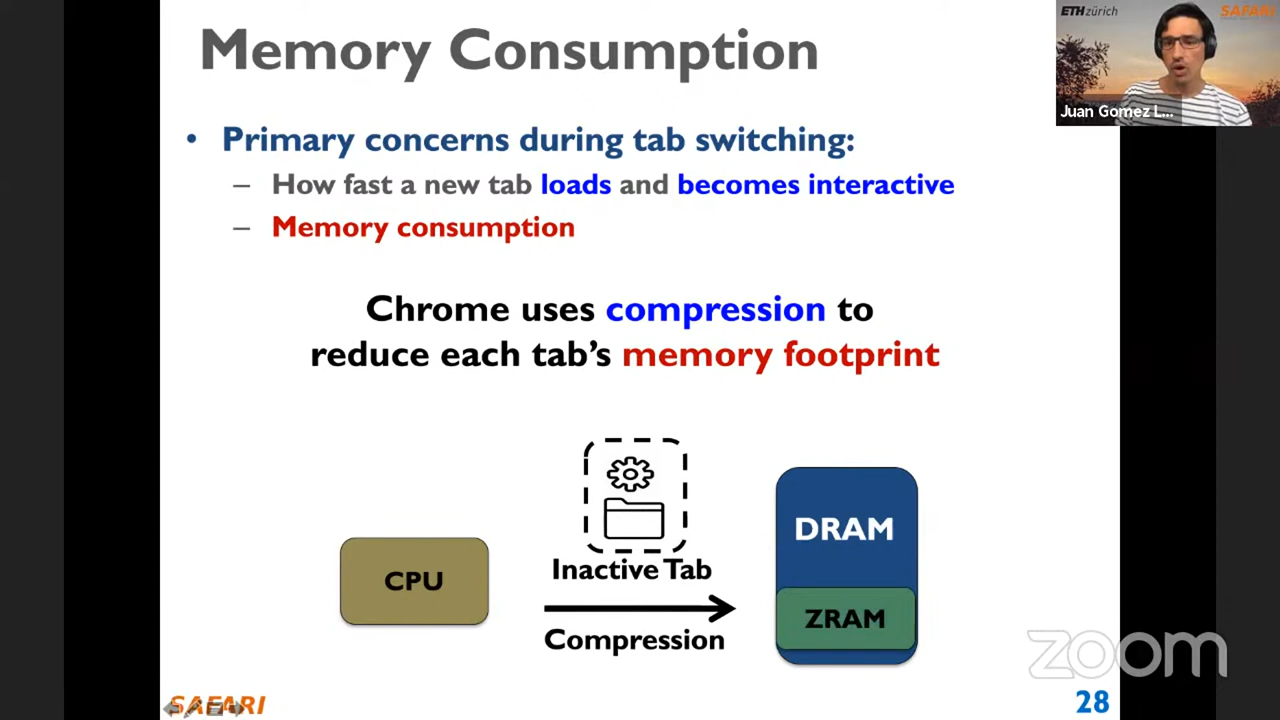 Memory Consumption
ETHzürich
SAFARI
Juan Gomez L...
• Primary concerns during tab switching:
– How fast a new tab loads and becomes interactive
– Memory consumption
Chrome uses compression to
reduce each tab's memory footprint
CPU
Inactive Tab
Compression
DRAM
ZRAM
zoom
SAFARI
28